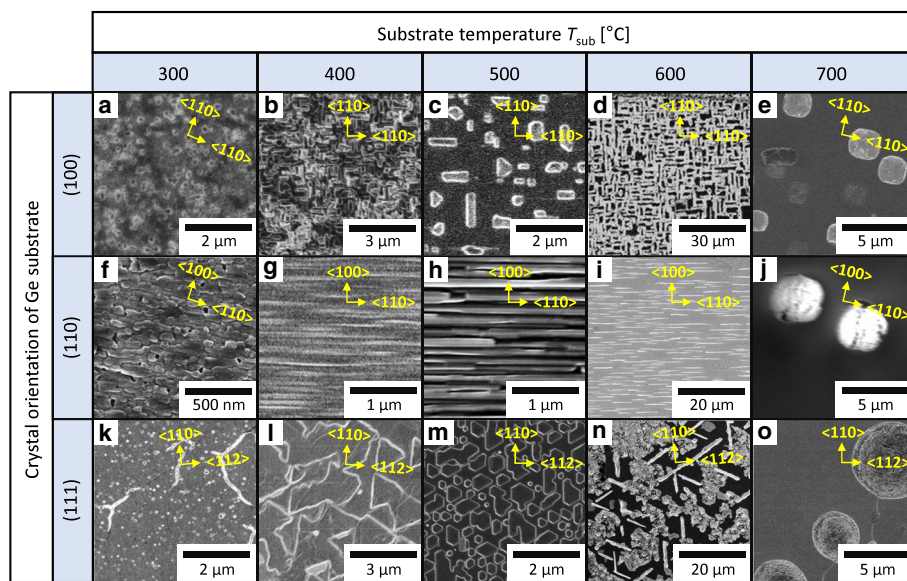 Substrate temperature Tsub [°C]
300 400 500 600 700
Crystal orientation of Ge substrate
(100)
a <110> <110> 2 μm
b <110> <110> 3 μm
c <110> <110> 2 μm
d <110> <110> 30 μm
e <110> <110> 5 μm
(110)
f <100> <110> 500 nm
g <100> <110> 1 μm
h <100> <110> 1 μm
i <100> <110> 20 μm
j <100> <110> 5 μm
(111)
k <110> <112> 2 μm
l <110> <112> 3 μm
m <110> <112> 2 μm
n <110> <112> 20 μm
o <110> <112> 5 μm